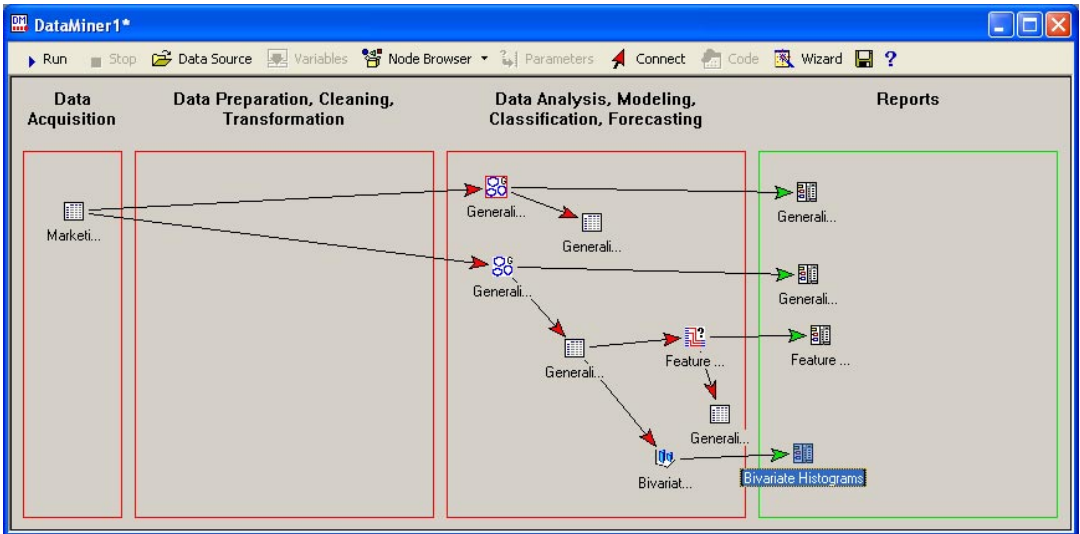 DataMiner1*
Run Stop Data Source Variables Node Browser Parameters Connect Code Wizard ?
Data Acquisition
Data Preparation, Cleaning,
Transformation
Data Analysis, Modeling,
Classification, Forecasting
Reports
Marketi...
Generali...
Generali...
Generali...
Generali...
Generali...
Generali...
Feature ...
Feature ...
Generali...
Bivariat...
Bivariate Histograms